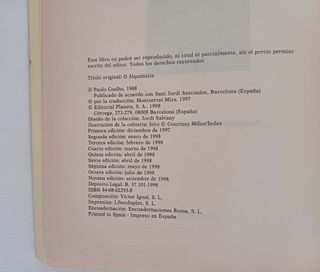 Este libro no podrá ser reproducido, ni total ni parcialmente, sin el previo permiso
escrito del editor. Todos los derechos reservados
Título original: O Alquimista
© Paulo Coelho, 1988
Publicado de acuerdo con Sant Jordi Asociados, Barcelona (España)
© por la traducción, Montserrat Mira, 1997
© Editorial Planeta, S. A., 1998
Córcega, 273-279, 08008 Barcelona (España)
Diseño de la colección: Jordi Salvany
Ilustración de la cubierta: foto © Courtney Milne/Index
Primera edición: diciembre de 1997
Segunda edición: enero de 1998
Tercera edición: febrero de 1998
Cuarta edición: marzo de 1998
Quinta edición: abril de 1998
Sexta edición: abril de 1998
Séptima edición: mayo de 1998
Octava edición: julio de 1998
Novena edición: setiembre de 1998
Depósito Legal: B. 37.101-1998
ISBN 84-08-02293-8
Composición: Víctor Igual, S. L.
Impresión: Liberduplex, S. L.
Encuadernación: Encuadernaciones Roma, S. L.
Printed in Spain - Impreso en España